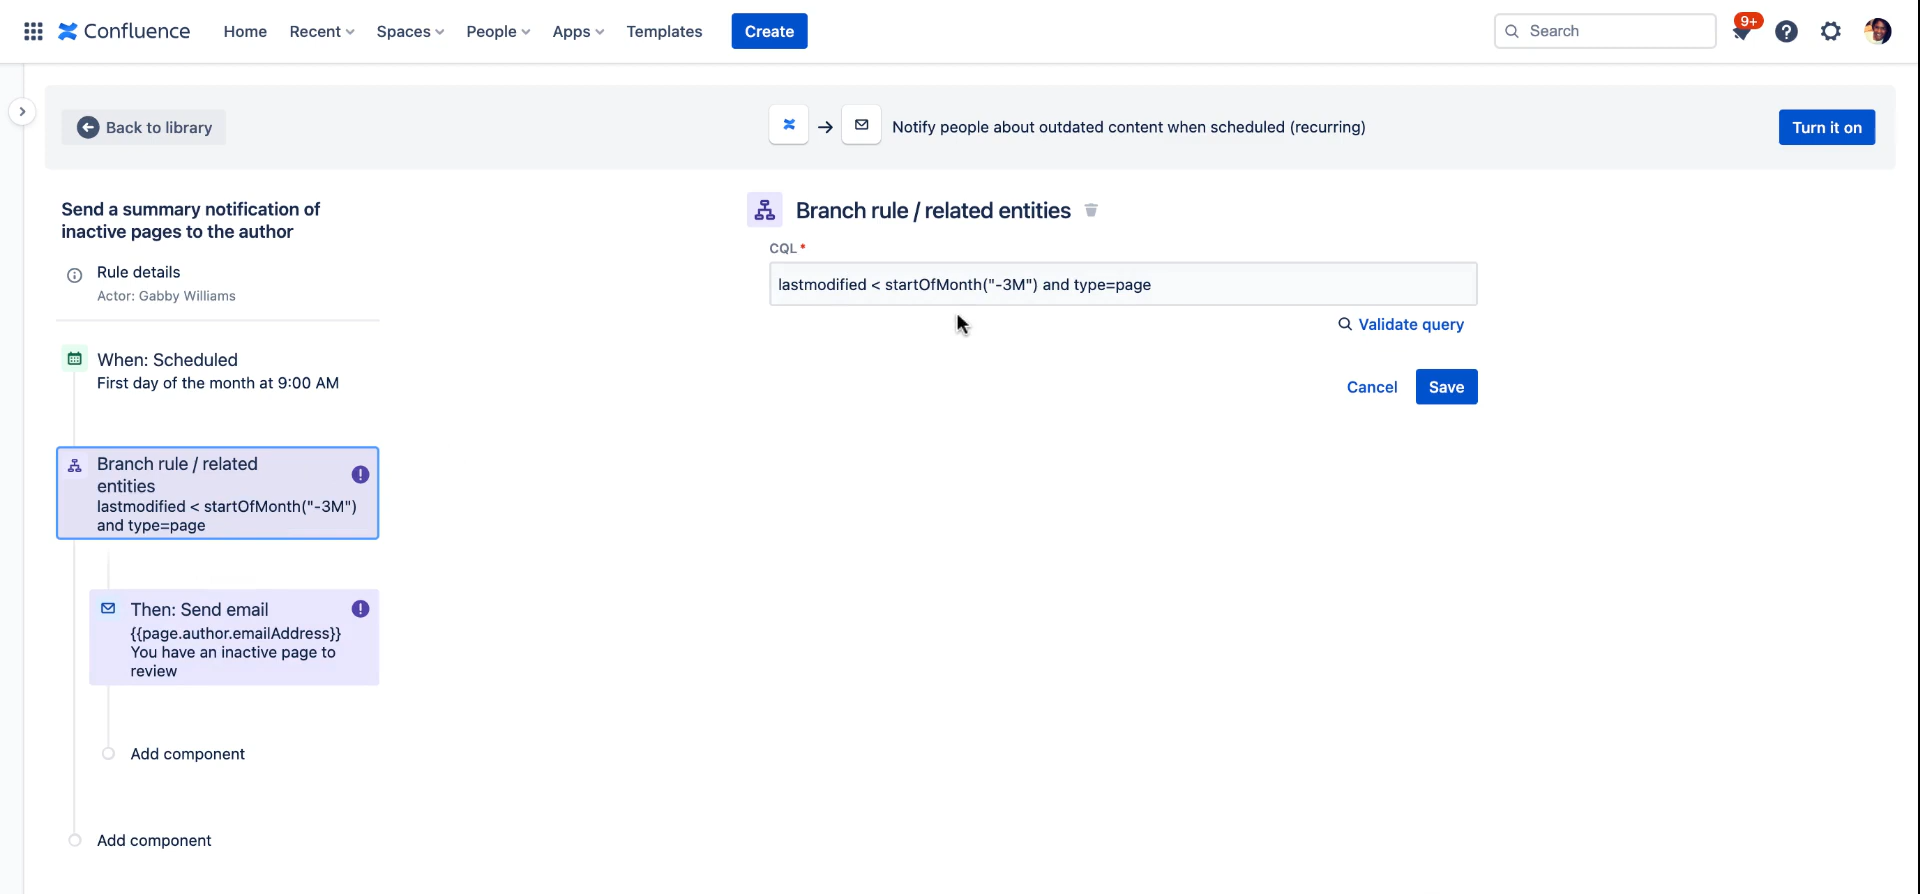 Confluence
Home
Recent
Spaces
People
Apps
Templates
Create
Search
9+
Back to library
Notify people about outdated content when scheduled (recurring)
Turn it on
Send a summary notification of
inactive pages to the author
Rule details
Actor: Gabby Williams
When: Scheduled
First day of the month at 9:00 AM
Branch rule / related
entities
lastmodified < startOfMonth("-3M")
and type=page
Then: Send email
{{page.author.emailAddress}}
You have an inactive page to
review
Add component
Add component
Branch rule / related entities
CQL*
lastmodified < startOfMonth("-3M") and type=page
Validate query
Cancel
Save